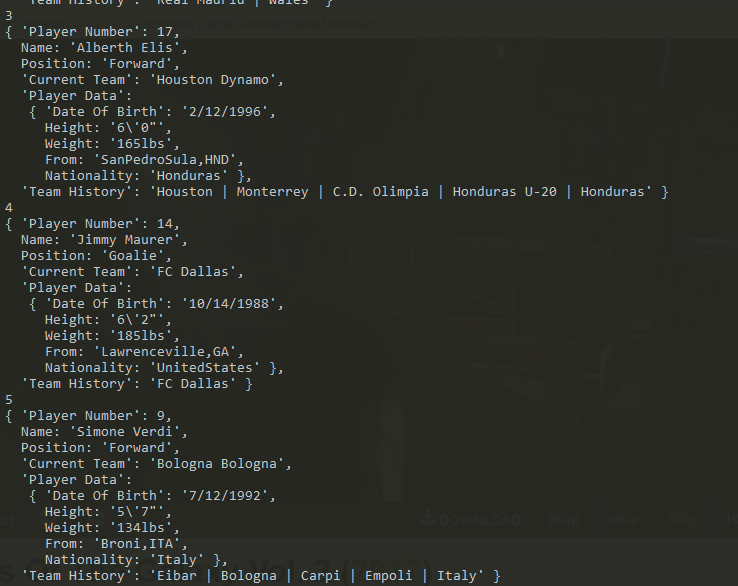 'Team History': 'Real Madrid | Wales' }
3
{ 'Player Number': 17,
Name: 'Alberth Elis',
Position: 'Forward',
'Current Team': 'Houston Dynamo',
'Player Data':
{ 'Date Of Birth': '2/12/1996',
Height: '6\'0"',
Weight: '165lbs',
From: 'SanPedroSula,HND',
Nationality: 'Honduras' },
'Team History': 'Houston | Monterrey | C.D. Olimpia | Honduras U-20 | Honduras' }
4
{ 'Player Number': 14,
Name: 'Jimmy Maurer',
Position: 'Goalie',
'Current Team': 'FC Dallas',
'Player Data':
{ 'Date Of Birth': '10/14/1988',
Height: '6\'2"',
Weight: '185lbs',
From: 'Lawrenceville,GA',
Nationality: 'UnitedStates' },
'Team History': 'FC Dallas' }
5
{ 'Player Number': 9,
Name: 'Simone Verdi',
Position: 'Forward',
'Current Team': 'Bologna Bologna',
'Player Data':
{ 'Date Of Birth': '7/12/1992',
Height: '5\'7"',
Weight: '134lbs',
DOWNLOAD 360p 480p 720p
From: 'Broni,ITA',
Nationality: 'Italy' },
'Team History': 'Eibar | Bologna | Carpi | Empoli | Italy' }